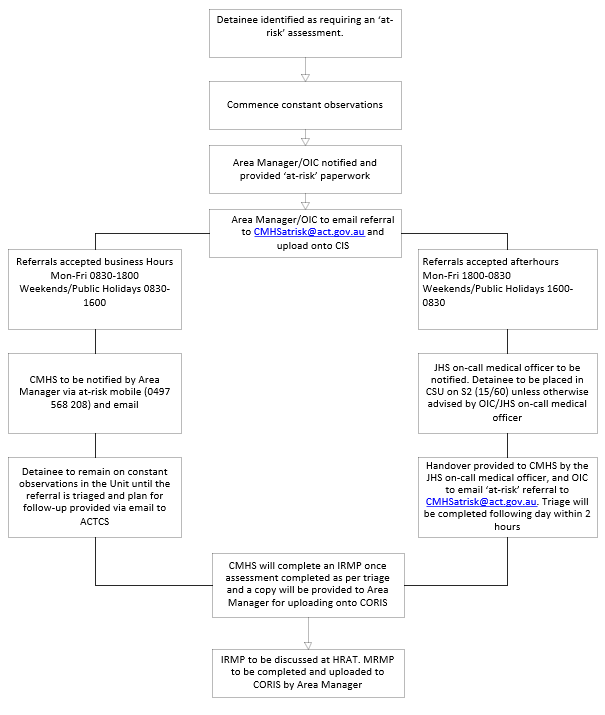 Detainee identified as requiring an 'at-
risk' assessment.
Commence constant observations
Area Manager/OIC notified and
provided 'at-risk' paperwork
Area Manager/OIC to email referral
to CMHSatrisk@act.gov.au and
upload onto CIS
Referrals accepted business Hours
Mon-Fri 0830-1800
Weekends/Public Holidays 0830-
1600
CMHS to be notified by Area
Manager via at-risk mobile (0497
568 208) and email
Detainee to remain on constant
observations in the Unit until the
referral is triaged and plan for
follow-up provided via email to
ACTCS
Referrals accepted afterhours
Mon-Fri 1800-0830
Weekends/Public Holidays 1600-
0830
JHS on-call medical officer to be
notified. Detainee to be placed in
CSU on S2 (15/60) unless otherwise
advised by OIC/JHS on-call medical
officer
Handover provided to CMHS by the
JHS on-call medical officer, and OIC
to email 'at-risk' referral to
CMHSatrisk@act.gov.au. Triage will
be completed following day within 2
hours
CMHS will complete an IRMP once
assessment completed as per triage
and a copy will be provided to Area
Manager for uploading onto CORIS
IRMP to be discussed at HRAT. MRMP
to be completed and uploaded to
CORIS by Area Manager